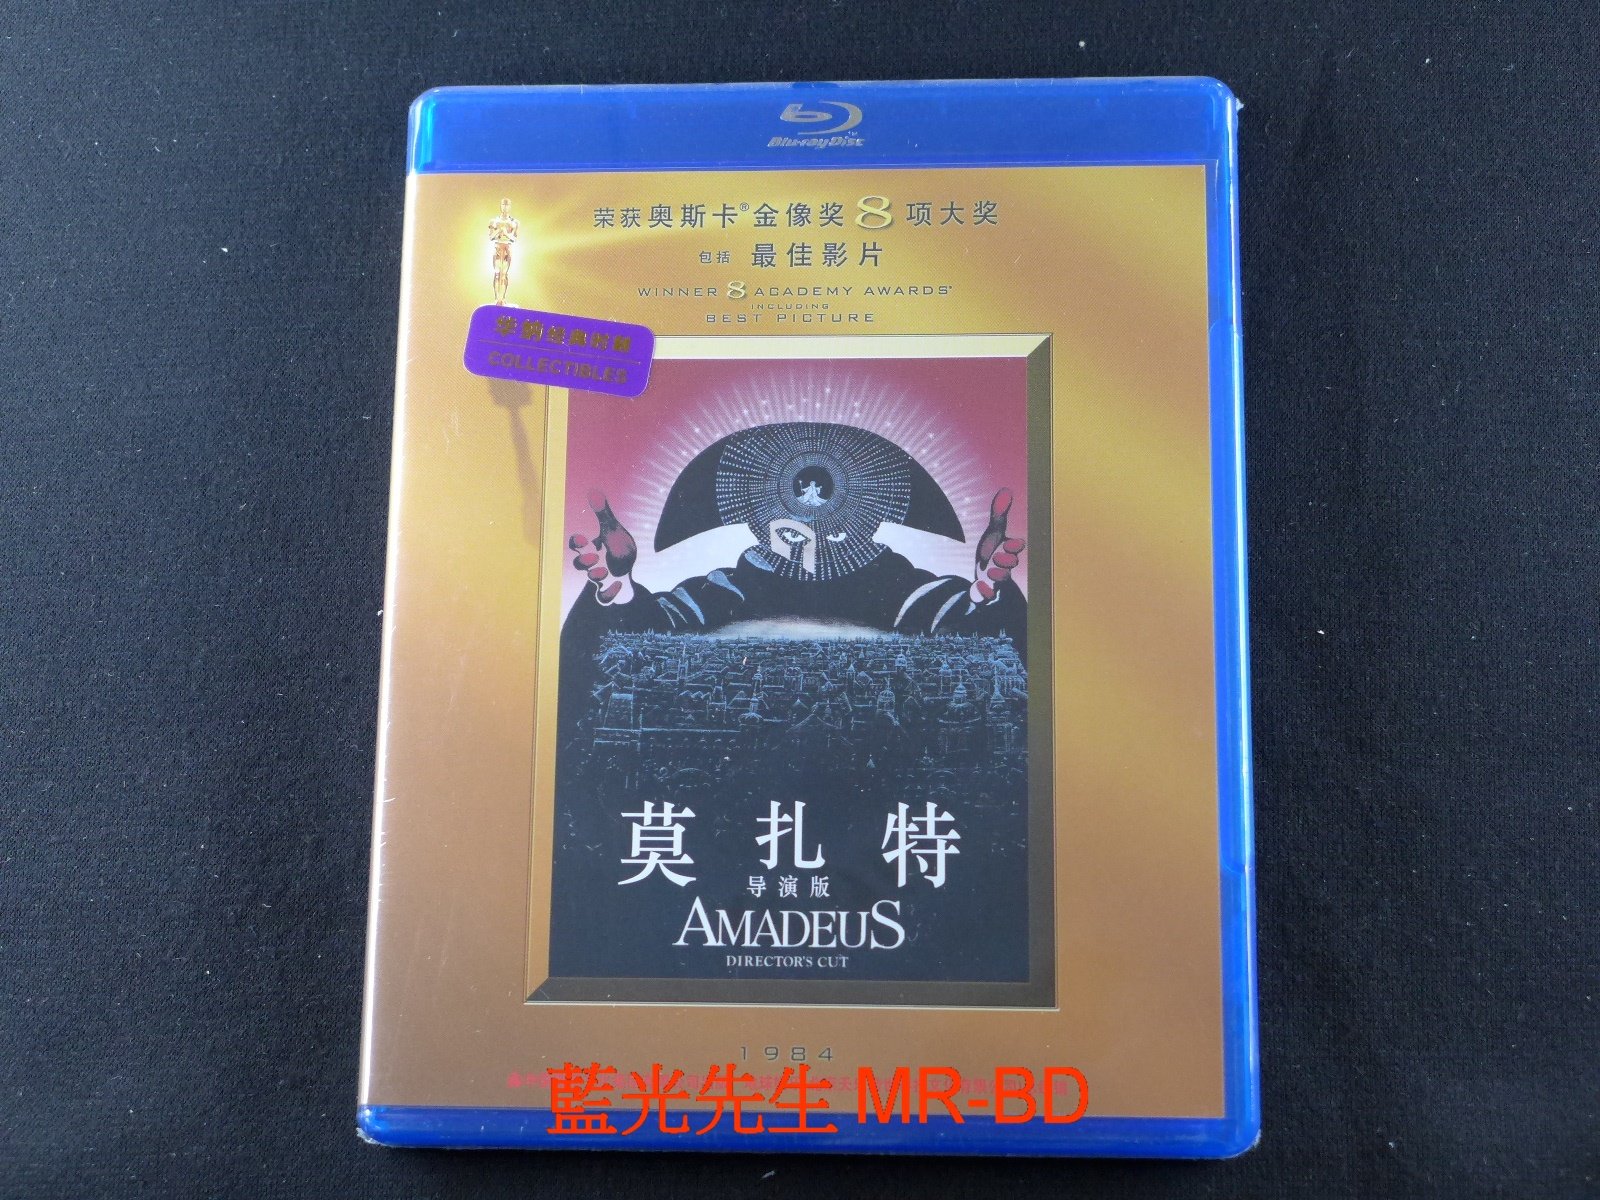 Blu-ray Disc
荣获奥斯卡®金像奖8项大奖
包括 最佳影片
WINNER 8 ACADEMY AWARDS®
INCLUDING
BEST PICTURE
COLLECTIBLES
莫扎特
导演版
AMADEUS
DIRECTOR'S CUT
1984
藍光先生 MR-BD